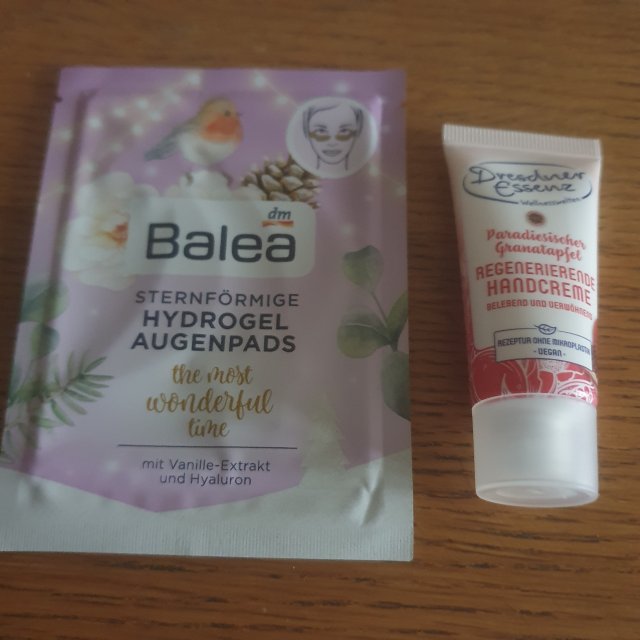 dm
Balea
STERNFÖRMIGE
HYDROGEL
AUGENPADS
the most
wonderful
time
mit Vanille-Extrakt
und Hyaluron
Dresdner
Essenz
Wellnesswelten
Paradiesischer
Granatapfel
REGENERIERENDE
HANDCREME
BELEBEND UND VERWÖHNEND
REZEPTUR OHNE MIKROPLASTIK
- VEGAN -